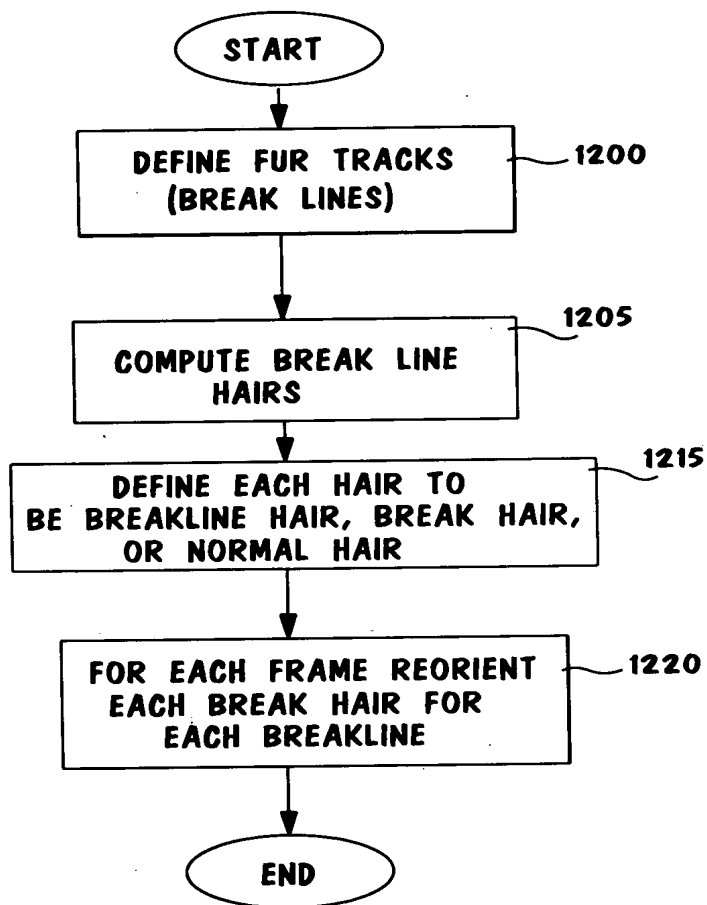 START
DEFINE FUR TRACKS
(BREAK LINES)
1200
COMPUTE BREAK LINE
HAIRS
1205
DEFINE EACH HAIR TO
BE BREAKLINE HAIR, BREAK HAIR,
OR NORMAL HAIR
1215
FOR EACH FRAME REORIENT
EACH BREAK HAIR FOR
EACH BREAKLINE
1220
END